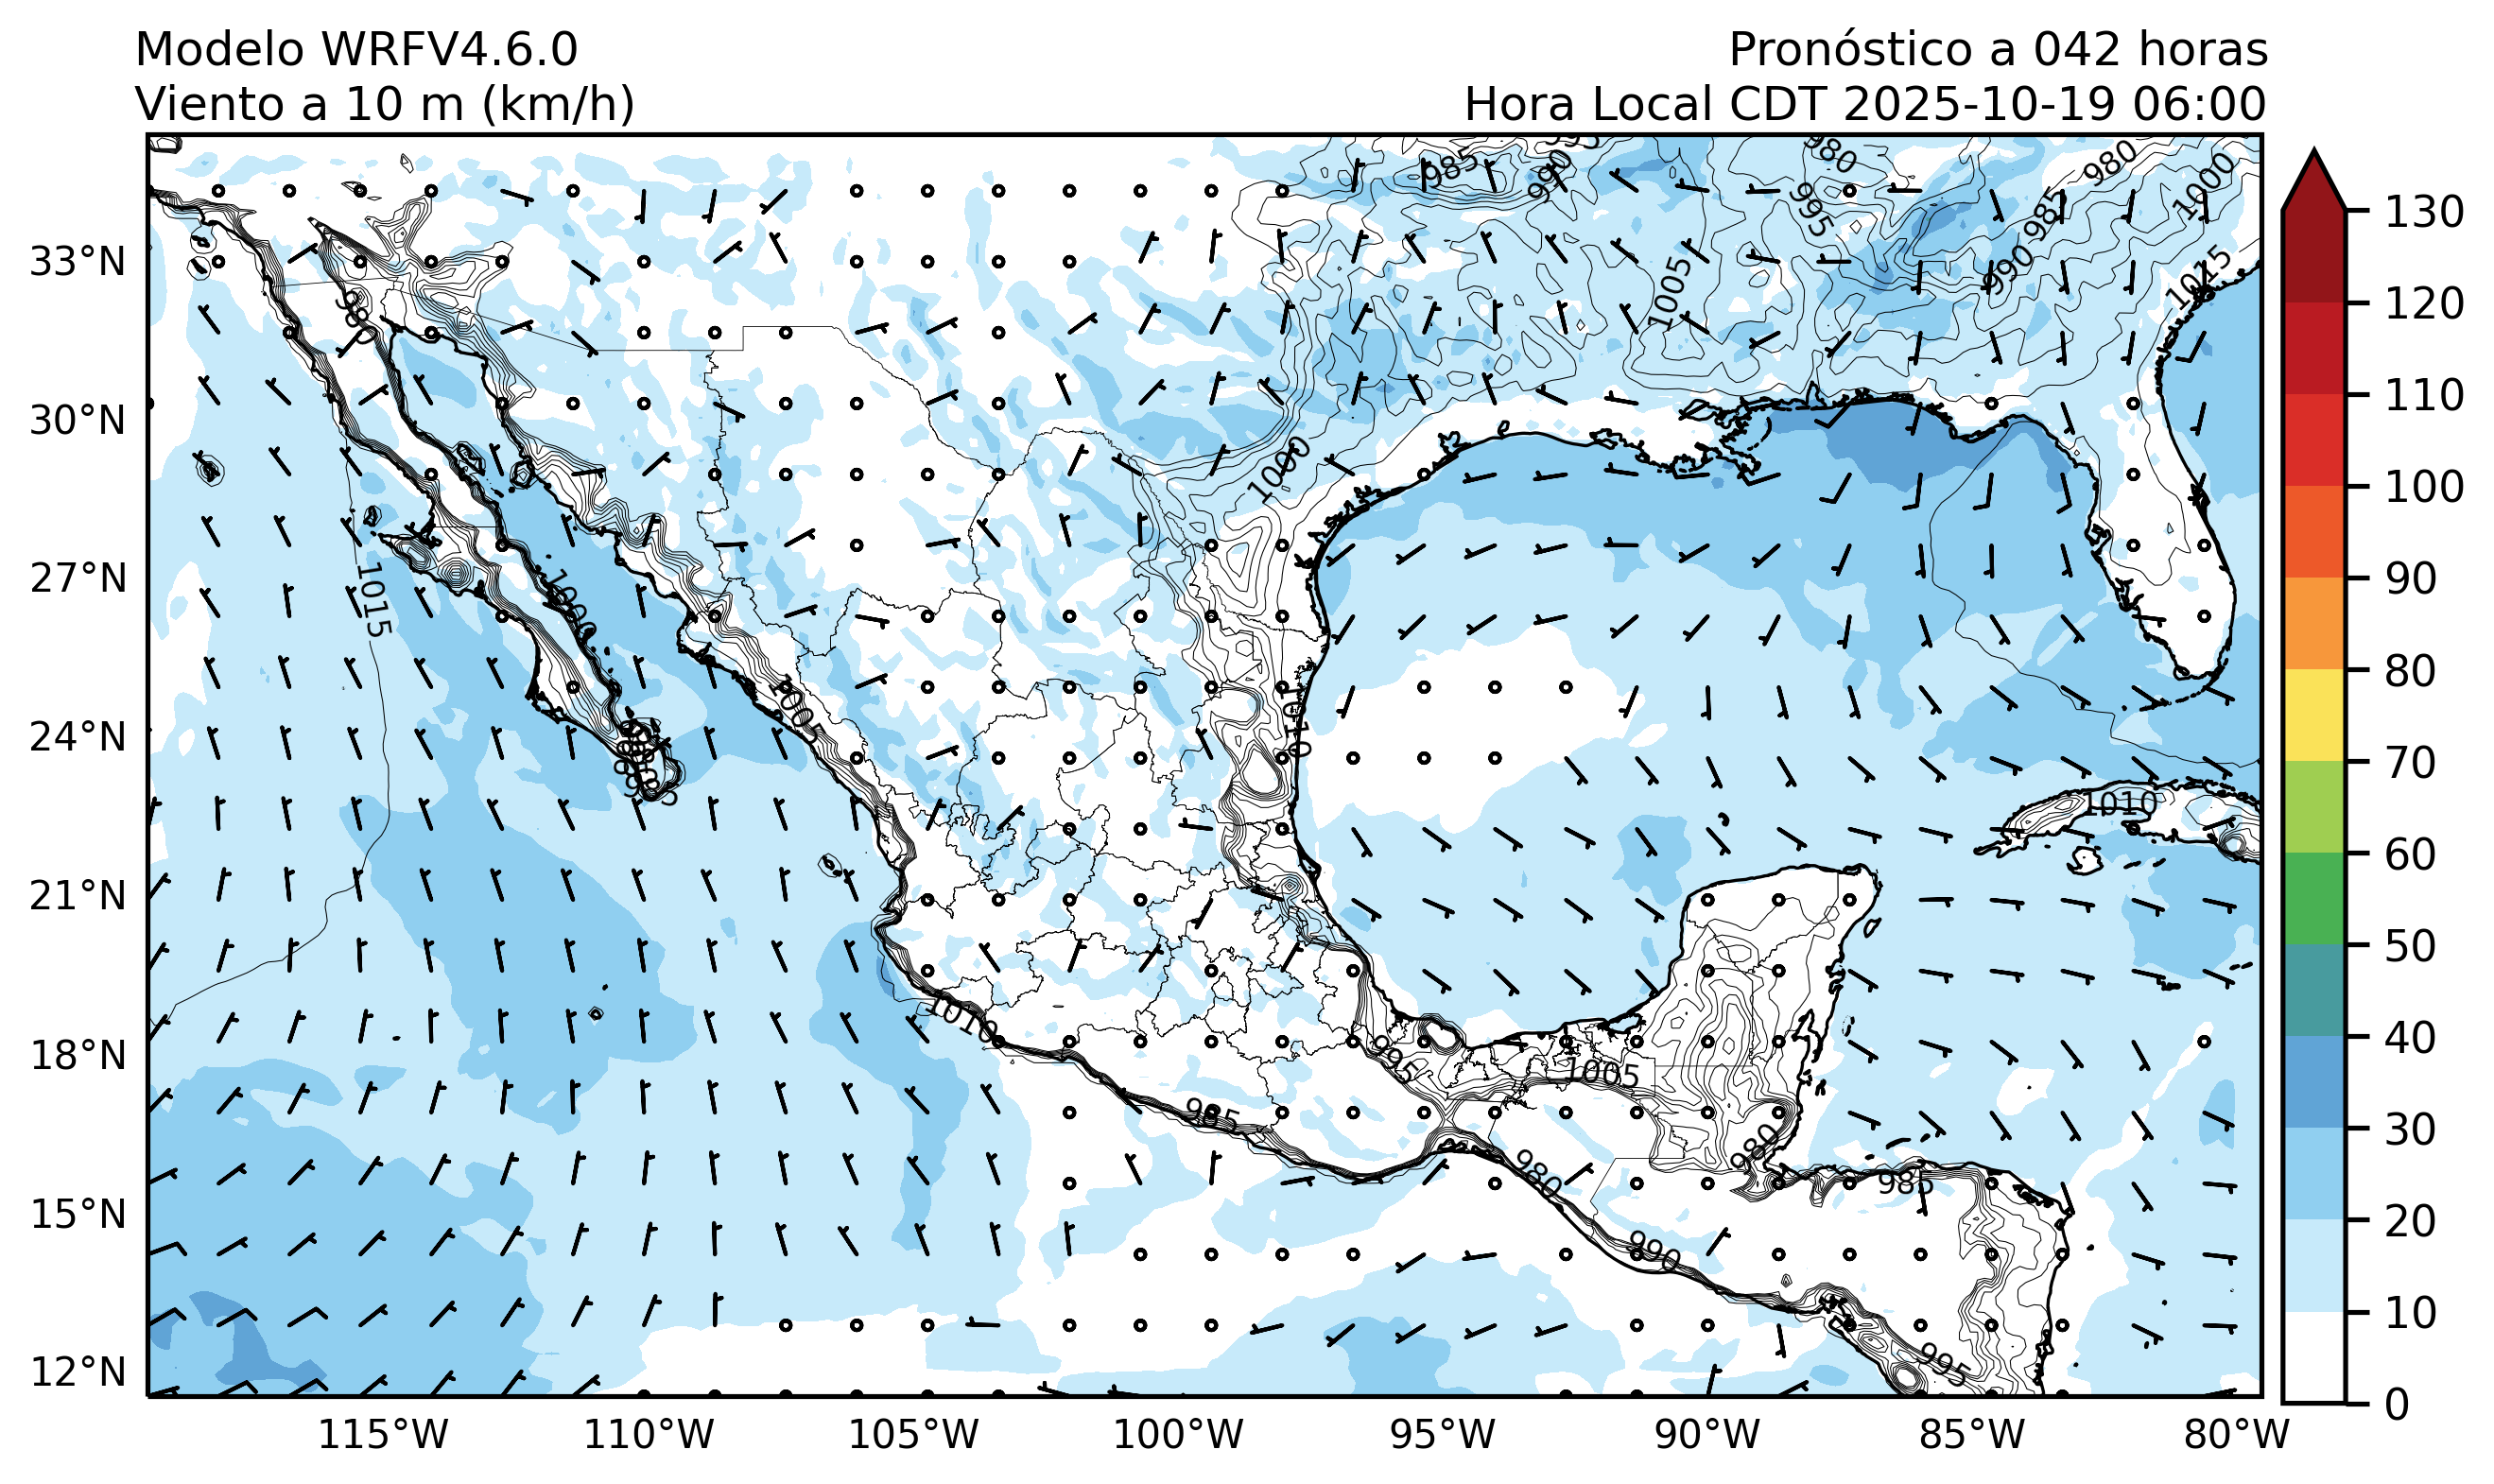 Modelo WRFV4.6.0
Pronóstico a 042 horas
Viento a 10 m (km/h)
Hora Local CDT 2025-10-19 06:00
985
995
990
980
995
980
985
1000
990
1015
1005
980
1000
1015
1000
1005
1010
1010
1010
995
1005
985
980
980
985
990
995
33°N
30°N
27°N
24°N
21°N
18°N
15°N
12°N
115°W
110°W
105°W
100°W
95°W
90°W
85°W
80°W
130
120
110
100
90
80
70
60
50
40
30
20
10
0